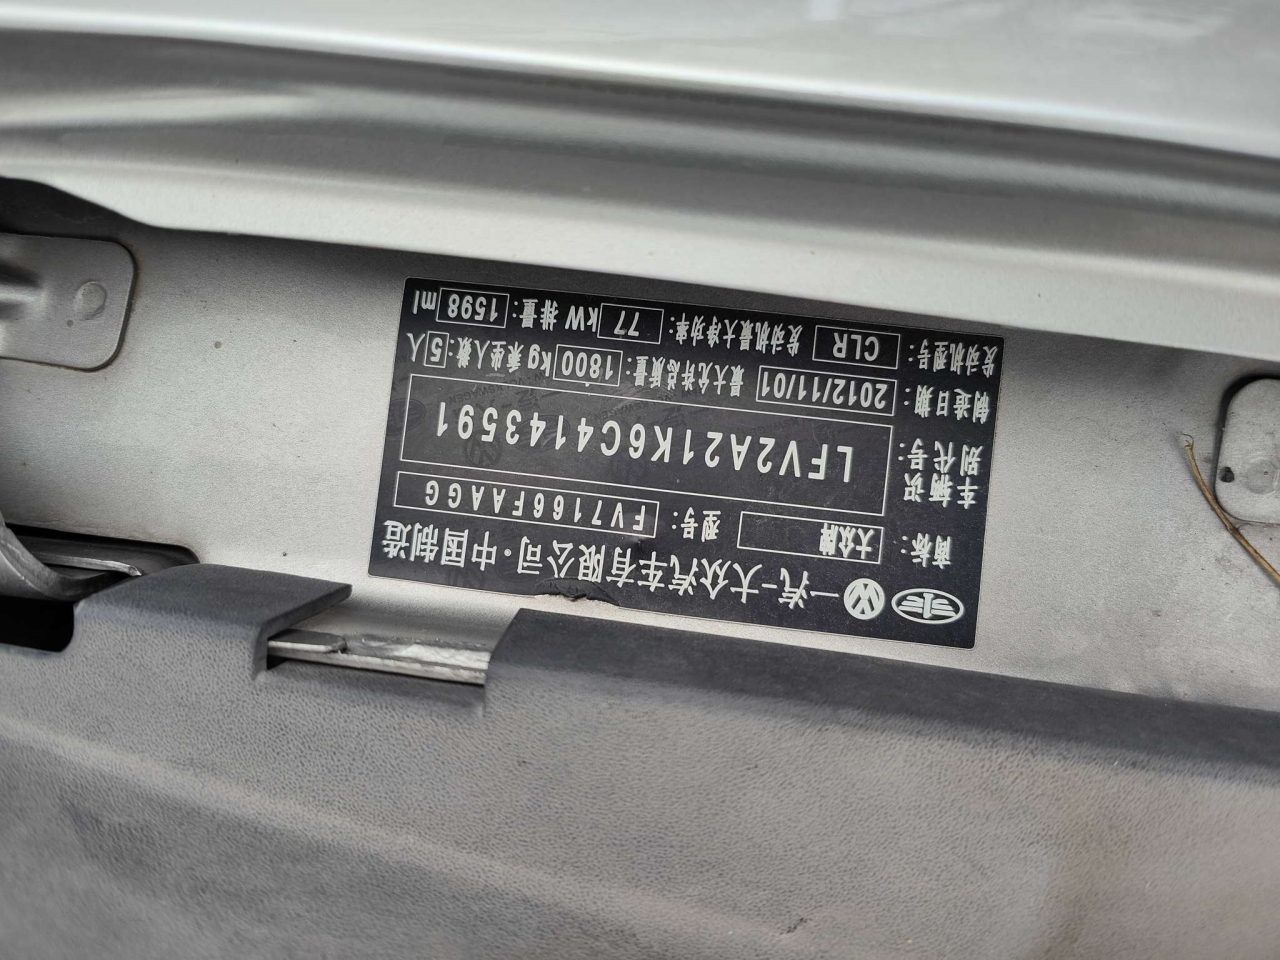 一汽-大众汽车有限公司·中国制造
商标: 大众牌 型号: FV7166FAAGG
车辆识别代号: LFV2A21K6C4143591
制造日期: 2012/11/01 最大允许总质量: 1800 kg 乘坐人数: 5 人
发动机型号: CLR 发动机最大净功率: 77 kW 排量: 1598 ml